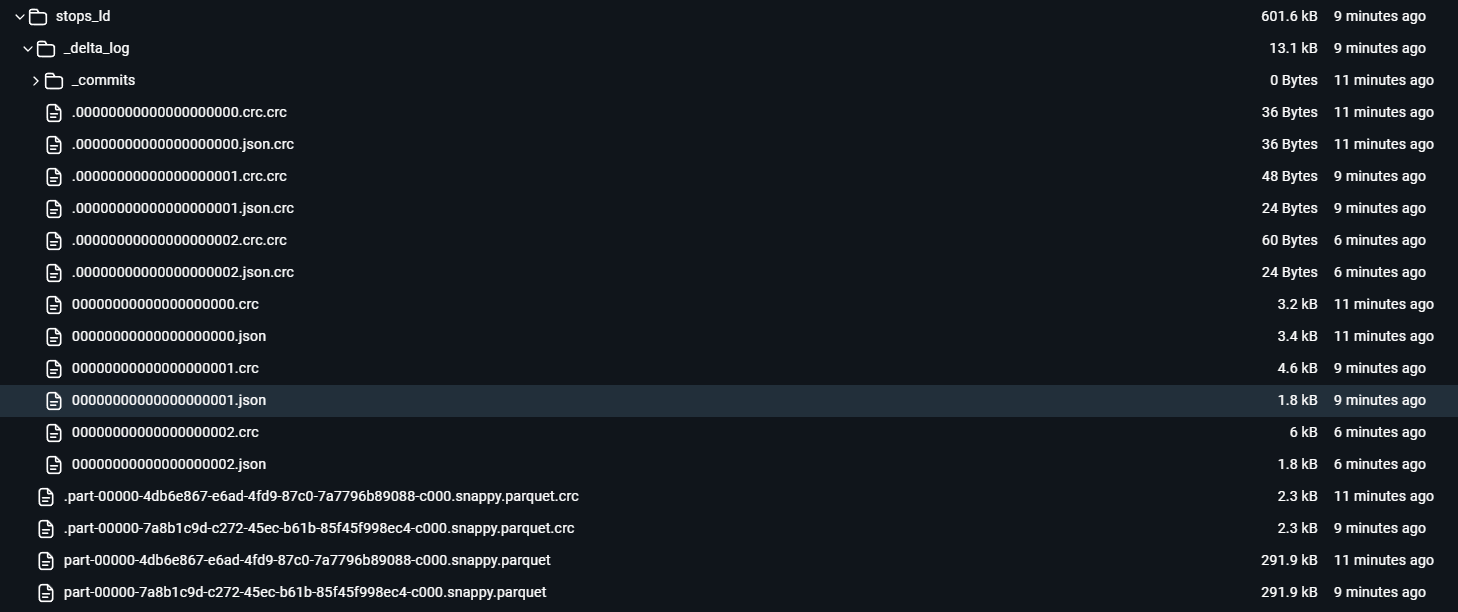 stops_ld 601.6 kB 9 minutes ago
_delta_log 13.1 kB 9 minutes ago
_commits 0 Bytes 11 minutes ago
.00000000000000000000.crc.crc 36 Bytes 11 minutes ago
.00000000000000000000.json.crc 36 Bytes 11 minutes ago
.00000000000000000001.crc.crc 48 Bytes 9 minutes ago
.00000000000000000001.json.crc 24 Bytes 9 minutes ago
.00000000000000000002.crc.crc 60 Bytes 6 minutes ago
.00000000000000000002.json.crc 24 Bytes 6 minutes ago
00000000000000000000.crc 3.2 kB 11 minutes ago
00000000000000000000.json 3.4 kB 11 minutes ago
00000000000000000001.crc 4.6 kB 9 minutes ago
00000000000000000001.json 1.8 kB 9 minutes ago
00000000000000000002.crc 6 kB 6 minutes ago
00000000000000000002.json 1.8 kB 6 minutes ago
.part-00000-4db6e867-e6ad-4fd9-87c0-7a7796b89088-c000.snappy.parquet.crc 2.3 kB 11 minutes ago
.part-00000-7a8b1c9d-c272-45ec-b61b-85f45f998ec4-c000.snappy.parquet.crc 2.3 kB 9 minutes ago
part-00000-4db6e867-e6ad-4fd9-87c0-7a7796b89088-c000.snappy.parquet 291.9 kB 11 minutes ago
part-00000-7a8b1c9d-c272-45ec-b61b-85f45f998ec4-c000.snappy.parquet 291.9 kB 9 minutes ago